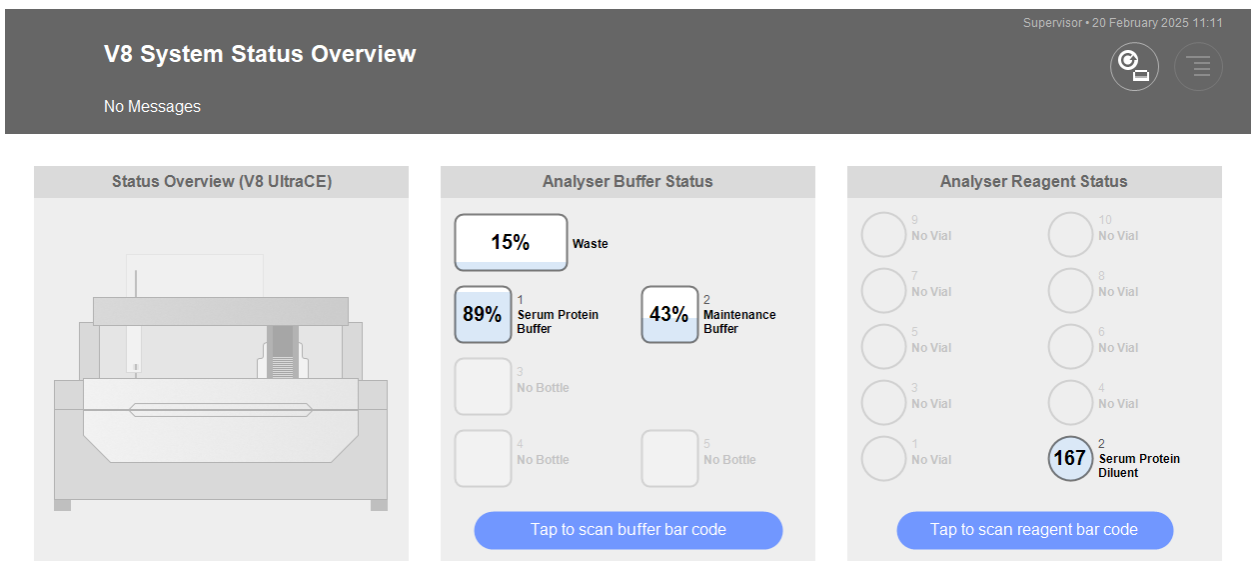 Supervisor • 20 February 2025 11:11
V8 System Status Overview
No Messages
Status Overview (V8 UltraCE)
Analyser Buffer Status
15%
Waste
89%
1
Serum Protein
Buffer
43%
2
Maintenance
Buffer
3
No Bottle
4
No Bottle
5
No Bottle
Tap to scan buffer bar code
Analyser Reagent Status
9
No Vial
10
No Vial
7
No Vial
8
No Vial
5
No Vial
6
No Vial
3
No Vial
4
No Vial
1
No Vial
167
2
Serum Protein
Diluent
Tap to scan reagent bar code